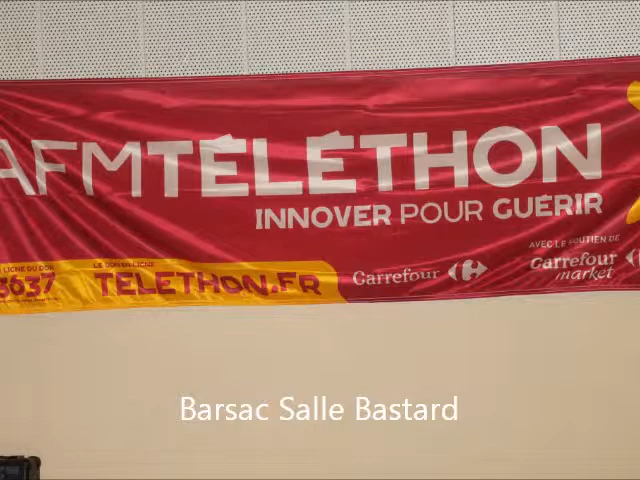 AFMTÉLÉTHON
INNOVER POUR GUÉRIR
AVEC LE SOUTIEN DE
LIGNE DU DON
3637
LE DON EN LIGNE
TELETHON.FR
Carrefour
Carrefour
market
Barsac Salle Bastard